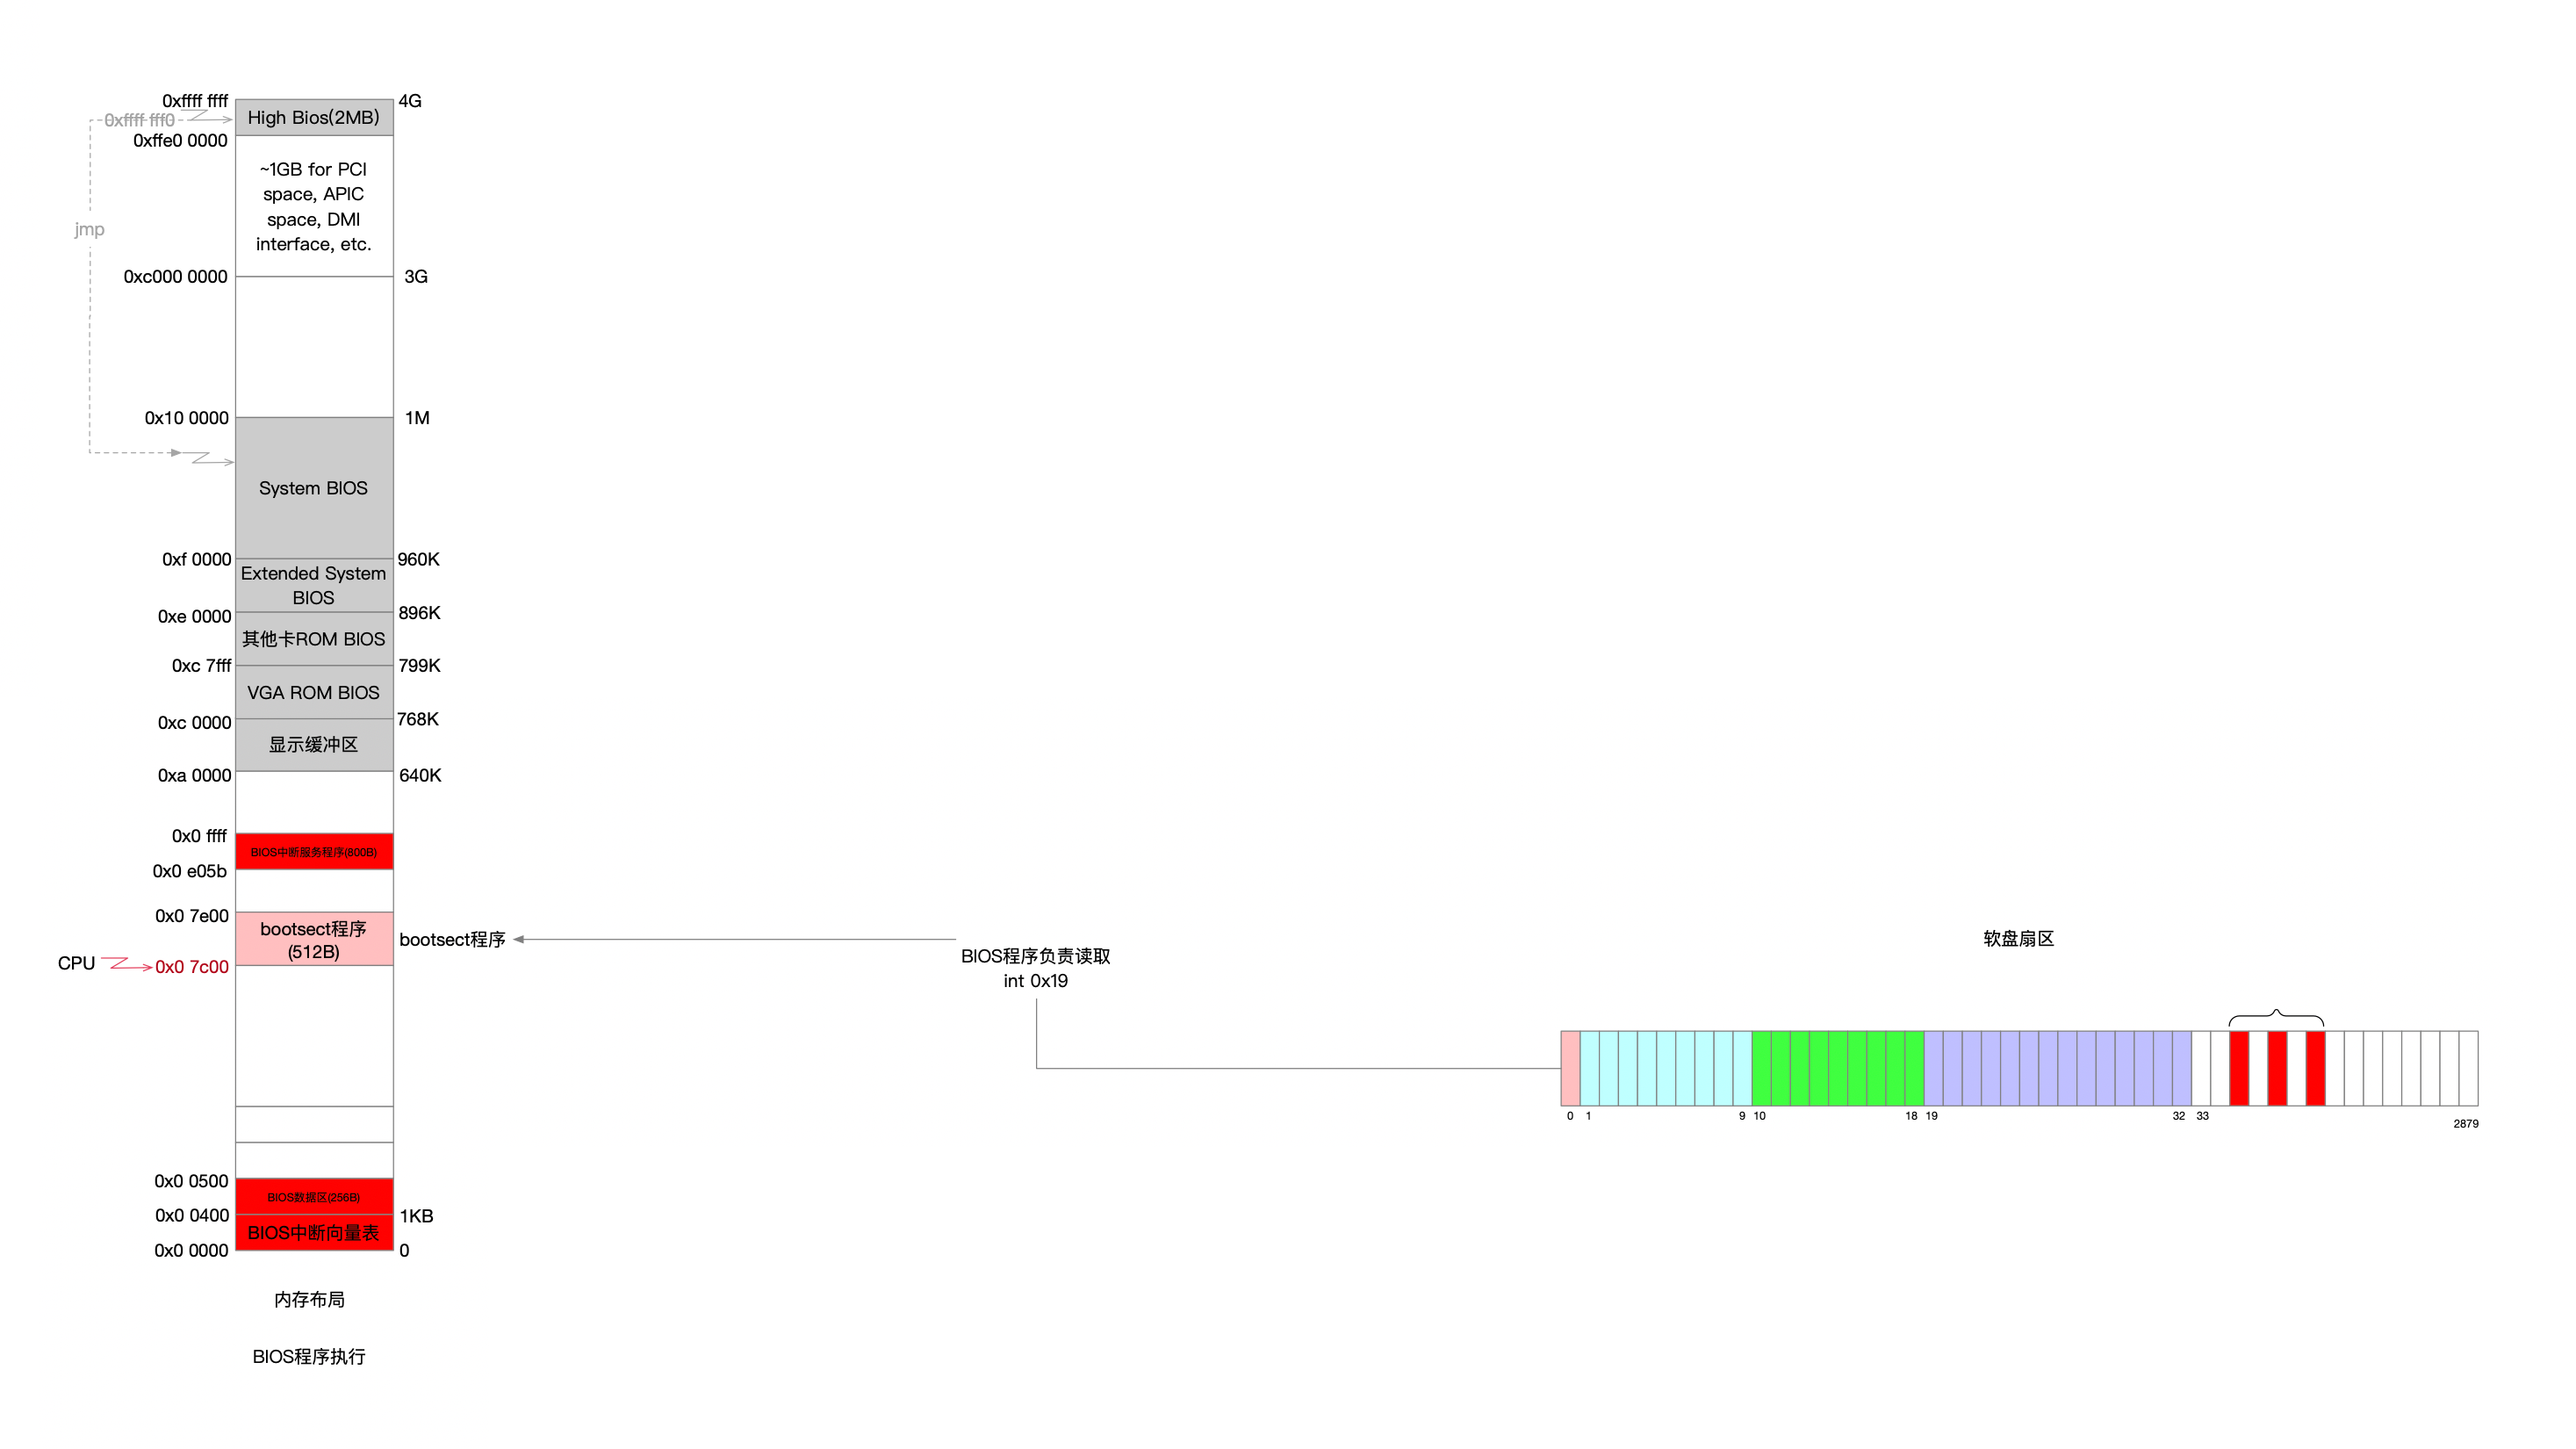 0xffff ffff
4G
0xffff fff0
High Bios(2MB)
0xffe0 0000
~1GB for PCI
space, APIC
space, DMI
interface, etc.
jmp
0xc000 0000
3G
0x10 0000
1M
System BIOS
0xf 0000
960K
Extended System
BIOS
0xe 0000
896K
其他卡ROM BIOS
0xc 7fff
799K
VGA ROM BIOS
0xc 0000
768K
显示缓冲区
0xa 0000
640K
0x0 ffff
BIOS中断服务程序(800B)
0x0 e05b
0x0 7e00
bootsect程序
(512B)
bootsect程序
CPU
0x0 7c00
BIOS程序负责读取
int 0x19
软盘扇区
0
1
9
10
18
19
32
33
2879
0x0 0500
BIOS数据区(256B)
0x0 0400
1KB
BIOS中断向量表
0x0 0000
0
内存布局
BIOS程序执行